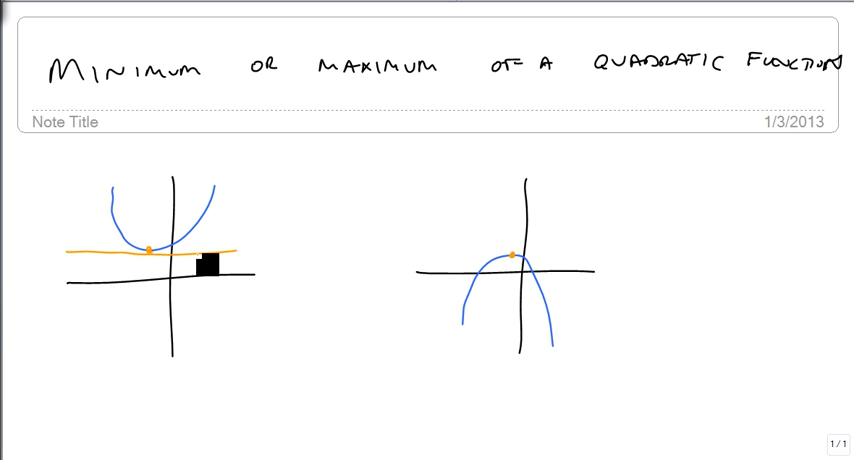 MINIMUM OR MAXIMUM OF A QUADRATIC FUNCTION
Note Title
1/3/2013
1 / 1